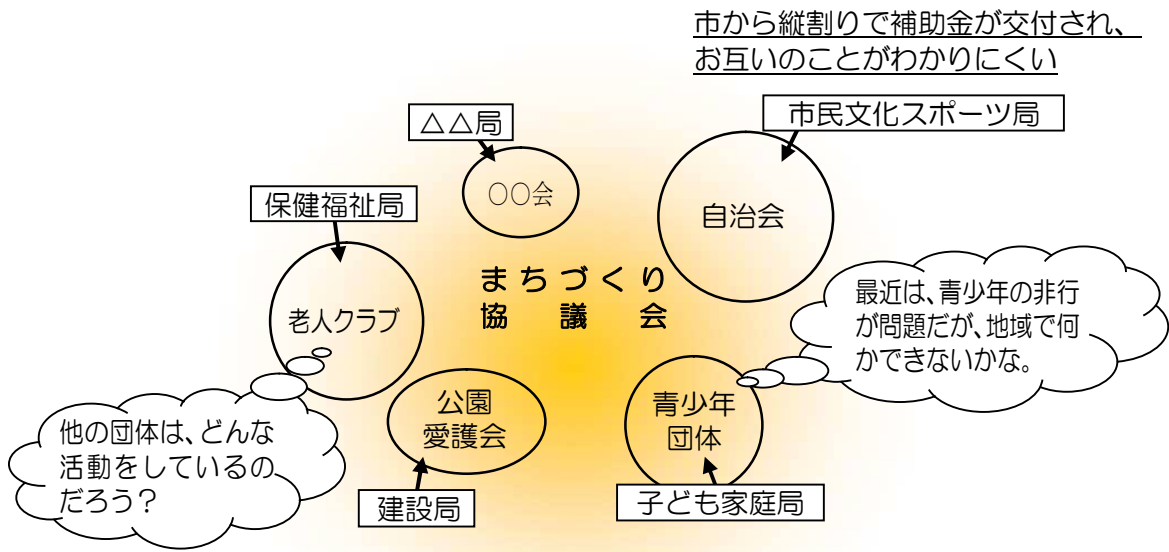 市から縦割りで補助金が交付され、
お互いのことがわかりにくい
△△局
市民文化スポーツ局
〇〇会
保健福祉局
自治会
まちづくり
協議会
老人クラブ
最近は、青少年の非行
が問題だが、地域で何
かできないかな。
公園
愛護会
青少年
団体
他の団体は、どんな
活動をしているの
だろう？
建設局
子ども家庭局